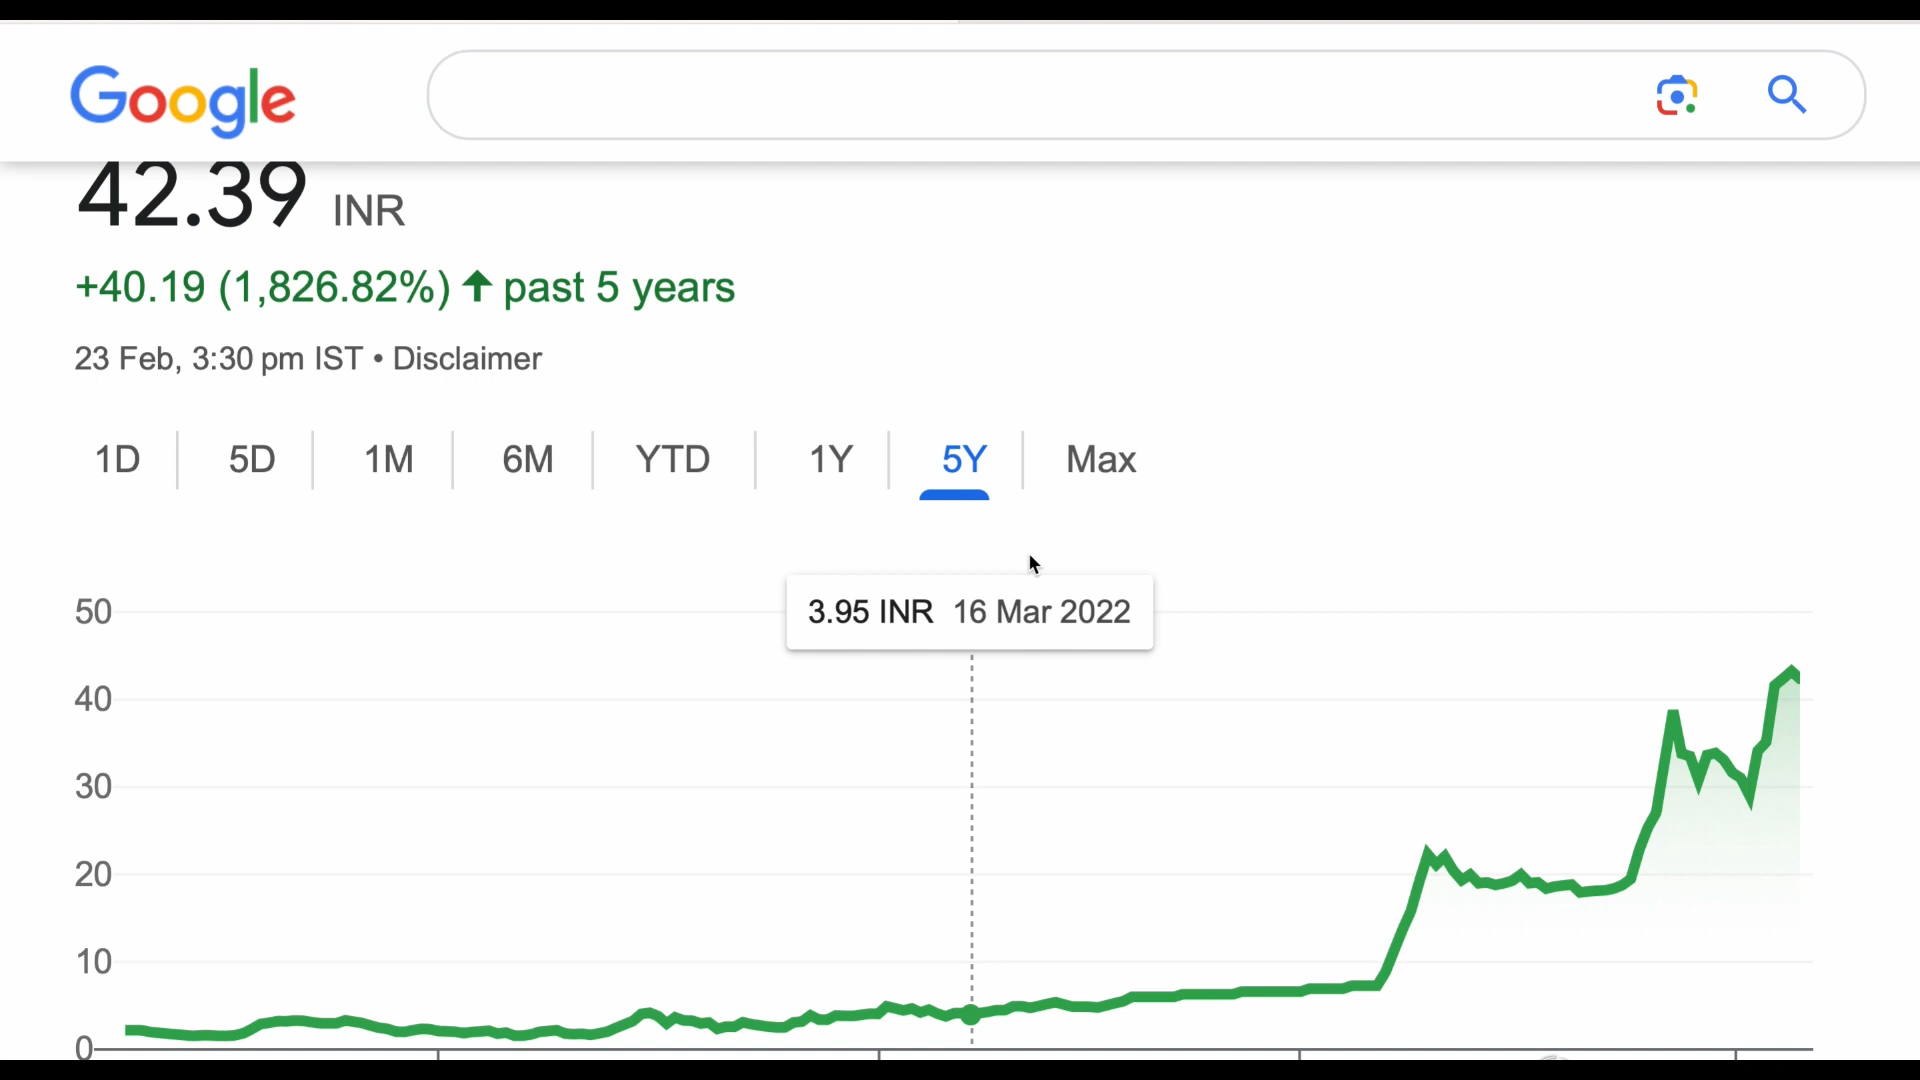 Google
42.39 INR
+40.19 (1,826.82%) ↑ past 5 years
23 Feb, 3:30 pm IST • Disclaimer
1D 5D 1M 6M YTD 1Y 5Y Max
3.95 INR 16 Mar 2022
50
40
30
20
10
0